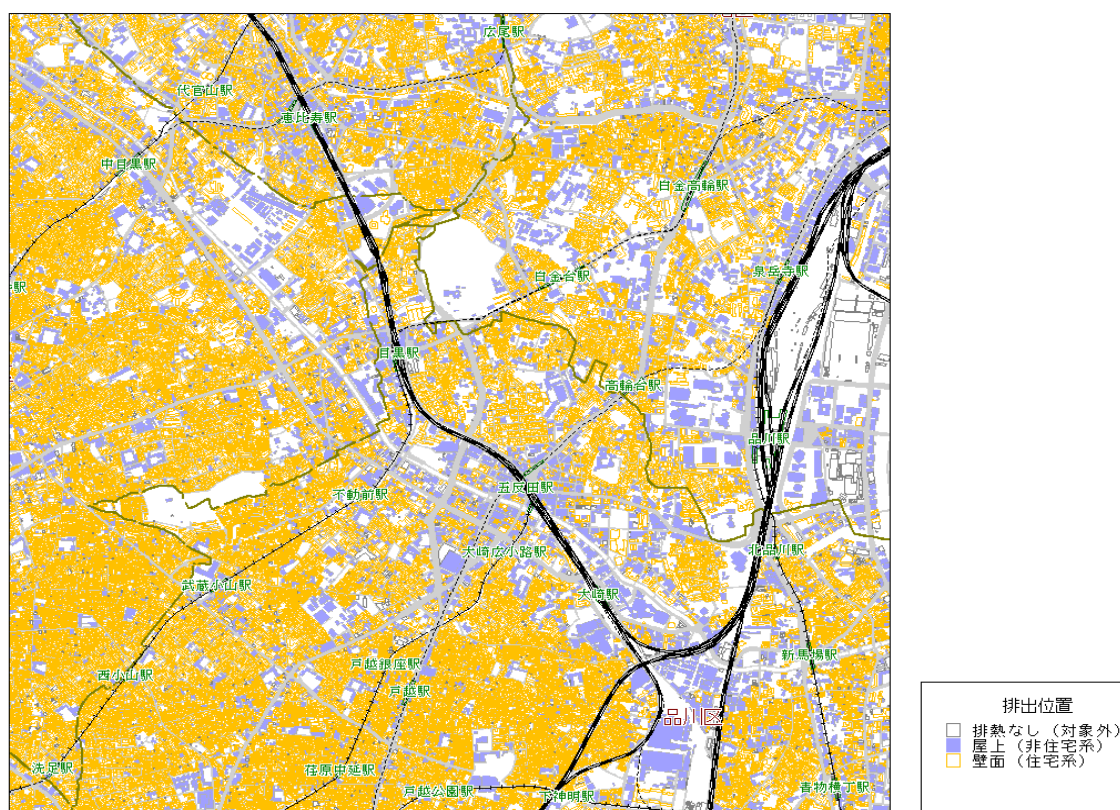 広尾駅
代官山駅
恵比寿駅
中目黒駅
白金高輪駅
白金台駅
泉岳寺駅
駅
目黒駅
高輪台駅
品川駅
五反田駅
不動前駅
大崎広小路駅
北品川駅
武蔵小山駅
大崎駅
新馬場駅
戸越銀座駅
西小山駅
戸越駅
品川区
洗足駅
荏原中延駅
戸越公園駅
下神明駅
青物横丁駅
排出位置
排熱なし（対象外）
屋上（非住宅系）
壁面（住宅系）